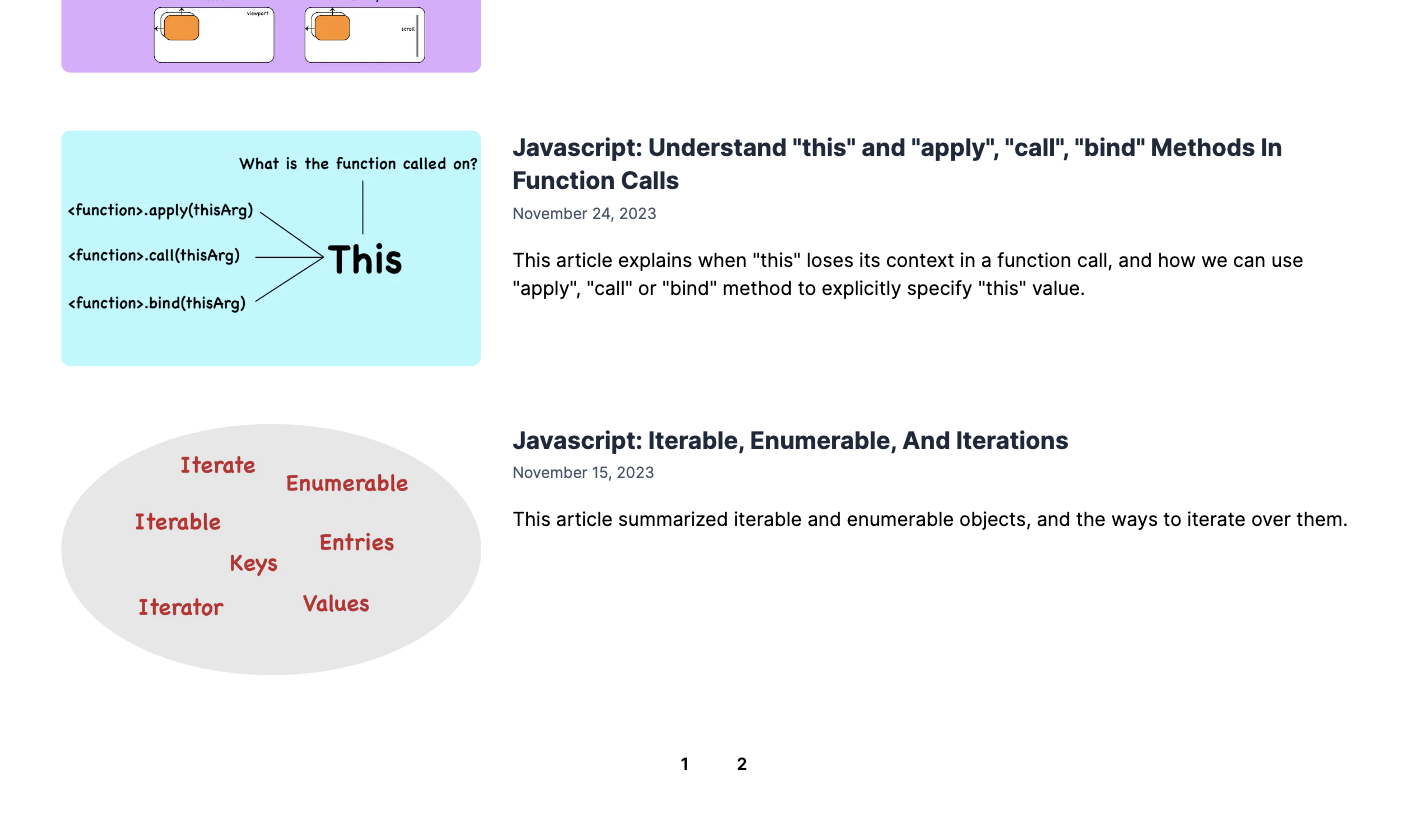 viewport
scroll
What is the function called on?
<function>.apply(thisArg)
<function>.call(thisArg)
<function>.bind(thisArg)
This
Javascript: Understand "this" and "apply", "call", "bind" Methods In
Function Calls
November 24, 2023
This article explains when "this" loses its context in a function call, and how we can use
"apply", "call" or "bind" method to explicitly specify "this" value.
Iterate
Enumerable
Iterable
Entries
Keys
Iterator
Values
Javascript: Iterable, Enumerable, And Iterations
November 15, 2023
This article summarized iterable and enumerable objects, and the ways to iterate over them.
1 2